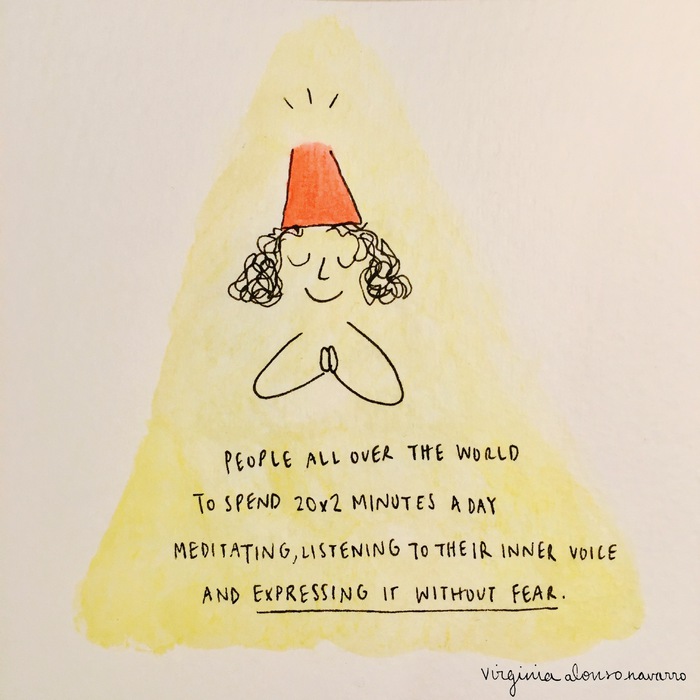 PEOPLE ALL OVER THE WORLD
TO SPEND 20x2 MINUTES A DAY
MEDITATING, LISTENING TO THEIR INNER VOICE
AND EXPRESSING IT WITHOUT FEAR.
virginia alonso navarro